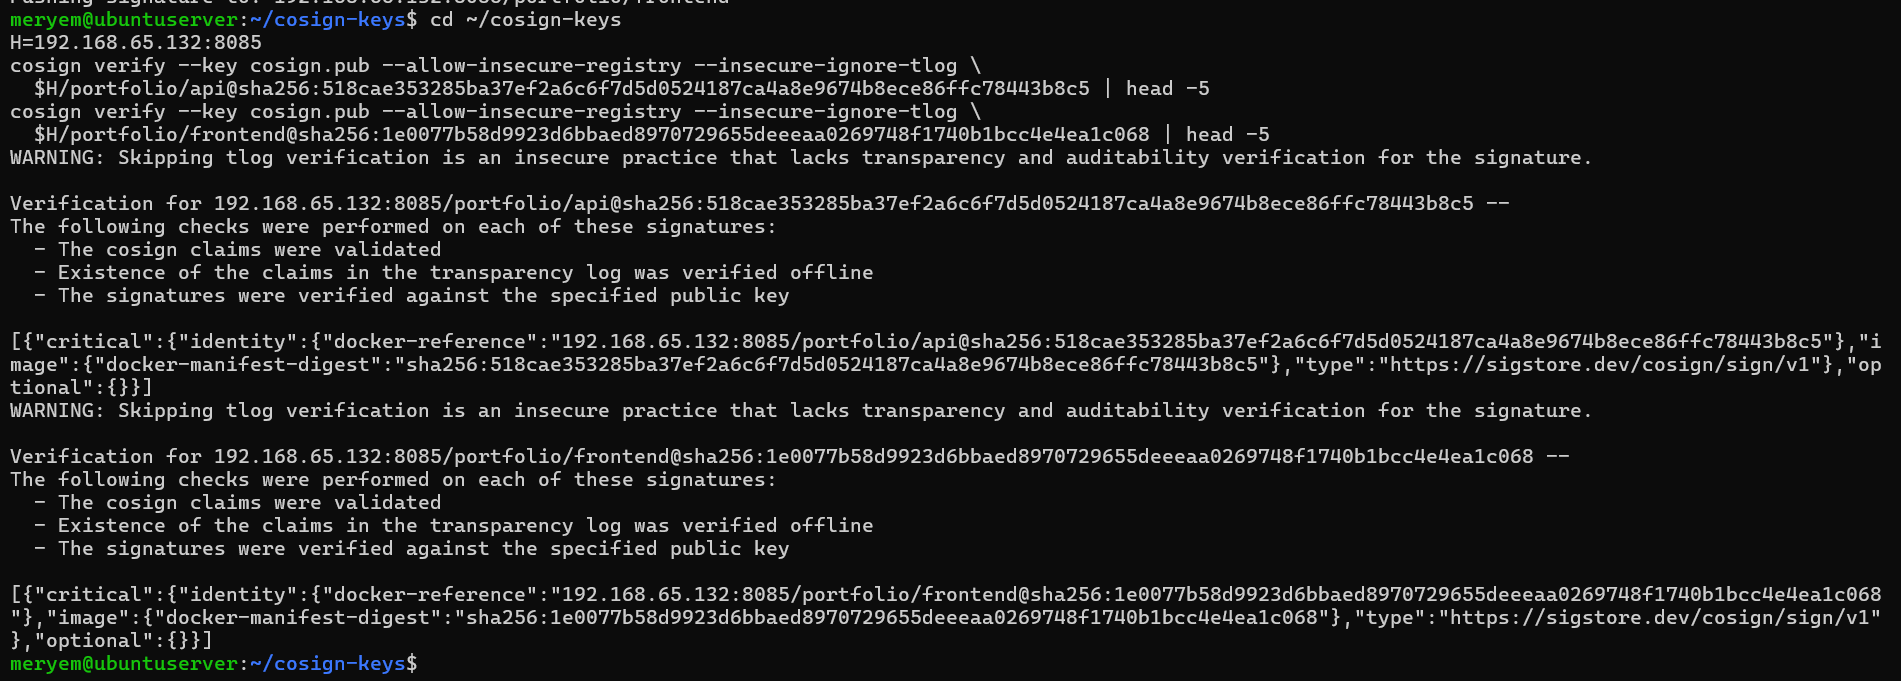 meryem@ubuntuserver:~/cosign-keys$ cd ~/cosign-keys
H=192.168.65.132:8085
cosign verify --key cosign.pub --allow-insecure-registry --insecure-ignore-tlog \
  $H/portfolio/api@sha256:518cae353285ba37ef2a6c6f7d5d0524187ca4a8e9674b8ece86ffc78443b8c5 | head -5
cosign verify --key cosign.pub --allow-insecure-registry --insecure-ignore-tlog \
  $H/portfolio/frontend@sha256:1e0077b58d9923d6bbaed8970729655deeeaa0269748f1740b1bcc4e4ea1c068 | head -5
WARNING: Skipping tlog verification is an insecure practice that lacks transparency and auditability verification for the signature.
Verification for 192.168.65.132:8085/portfolio/api@sha256:518cae353285ba37ef2a6c6f7d5d0524187ca4a8e9674b8ece86ffc78443b8c5 --
The following checks were performed on each of these signatures:
  - The cosign claims were validated
  - Existence of the claims in the transparency log was verified offline
  - The signatures were verified against the specified public key
[{"critical":{"identity":{"docker-reference":"192.168.65.132:8085/portfolio/api@sha256:518cae353285ba37ef2a6c6f7d5d0524187ca4a8e9674b8ece86ffc78443b8c5"},"i
mage":{"docker-manifest-digest":"sha256:518cae353285ba37ef2a6c6f7d5d0524187ca4a8e9674b8ece86ffc78443b8c5"},"type":"https://sigstore.dev/cosign/sign/v1"},"op
tional":{}}]
WARNING: Skipping tlog verification is an insecure practice that lacks transparency and auditability verification for the signature.
Verification for 192.168.65.132:8085/portfolio/frontend@sha256:1e0077b58d9923d6bbaed8970729655deeeaa0269748f1740b1bcc4e4ea1c068 --
The following checks were performed on each of these signatures:
  - The cosign claims were validated
  - Existence of the claims in the transparency log was verified offline
  - The signatures were verified against the specified public key
[{"critical":{"identity":{"docker-reference":"192.168.65.132:8085/portfolio/frontend@sha256:1e0077b58d9923d6bbaed8970729655deeeaa0269748f1740b1bcc4e4ea1c068
"},"image":{"docker-manifest-digest":"sha256:1e0077b58d9923d6bbaed8970729655deeeaa0269748f1740b1bcc4e4ea1c068"},"type":"https://sigstore.dev/cosign/sign/v1"
},"optional":{}}]
meryem@ubuntuserver:~/cosign-keys$